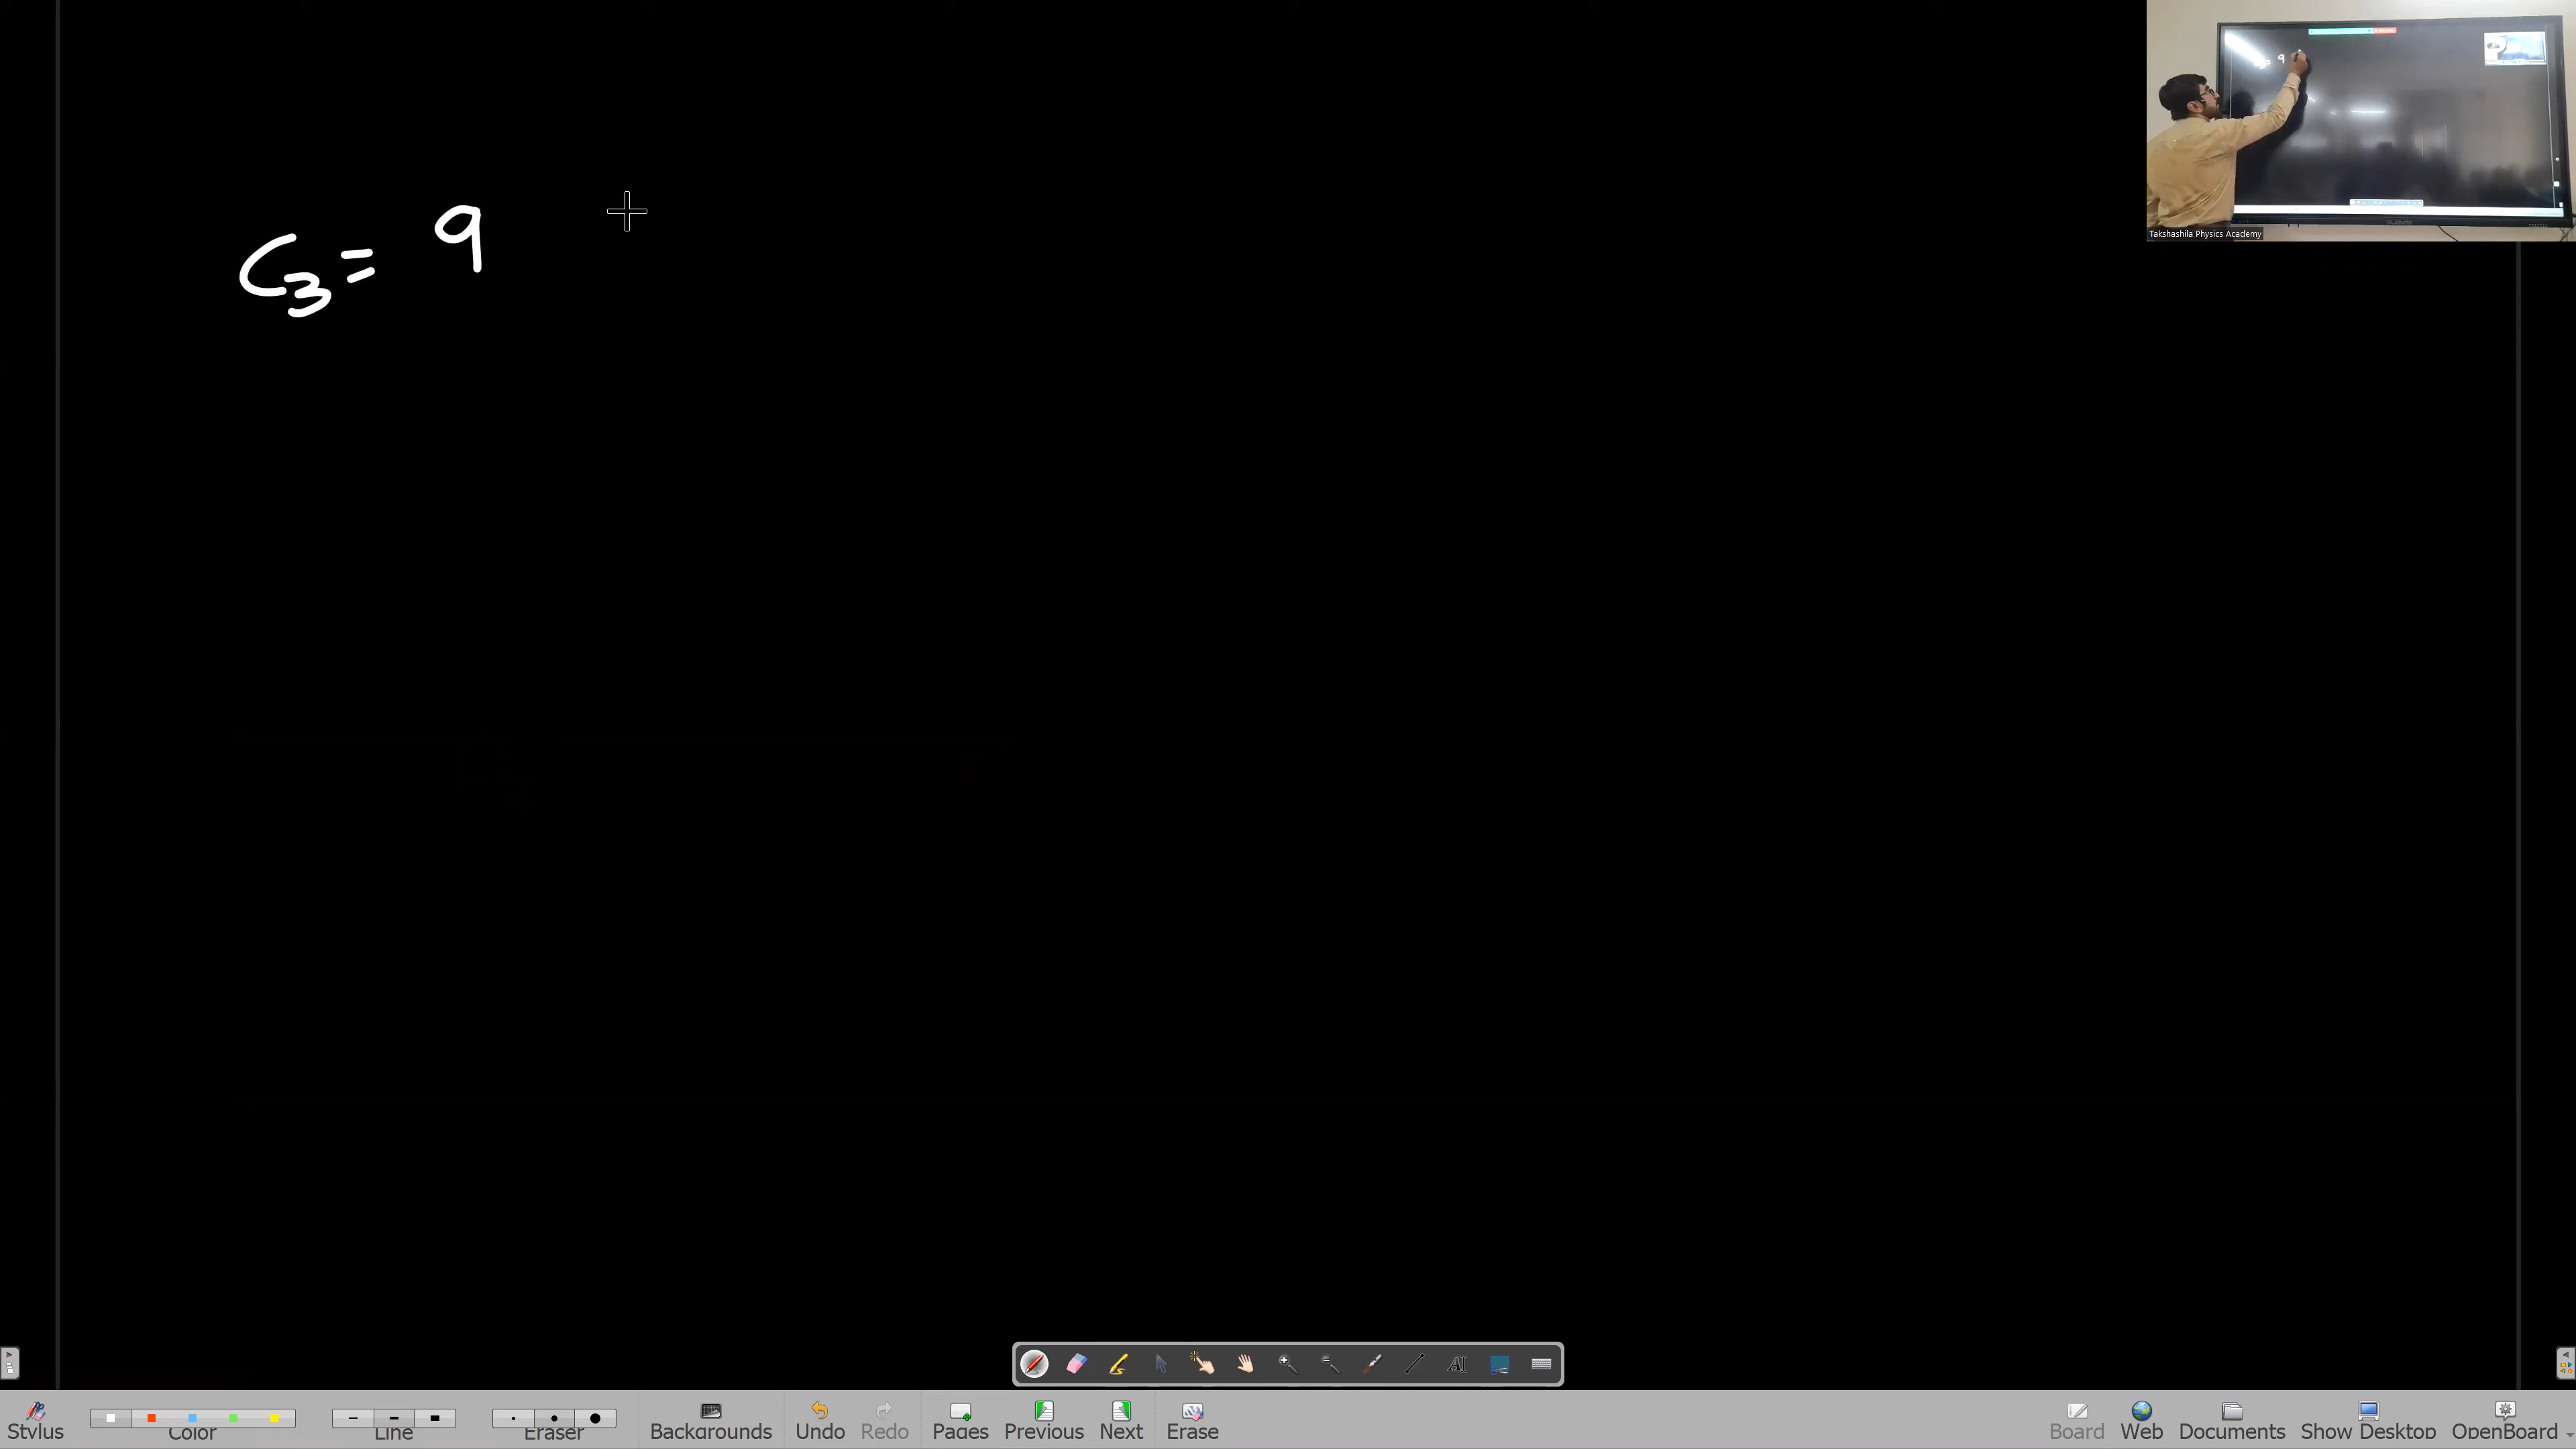 C3 = 9
Takshashila Physics Academy
Stylus Color Line Eraser Backgrounds Undo Redo Pages Previous Next Erase Board Web Documents Show Desktop OpenBoard